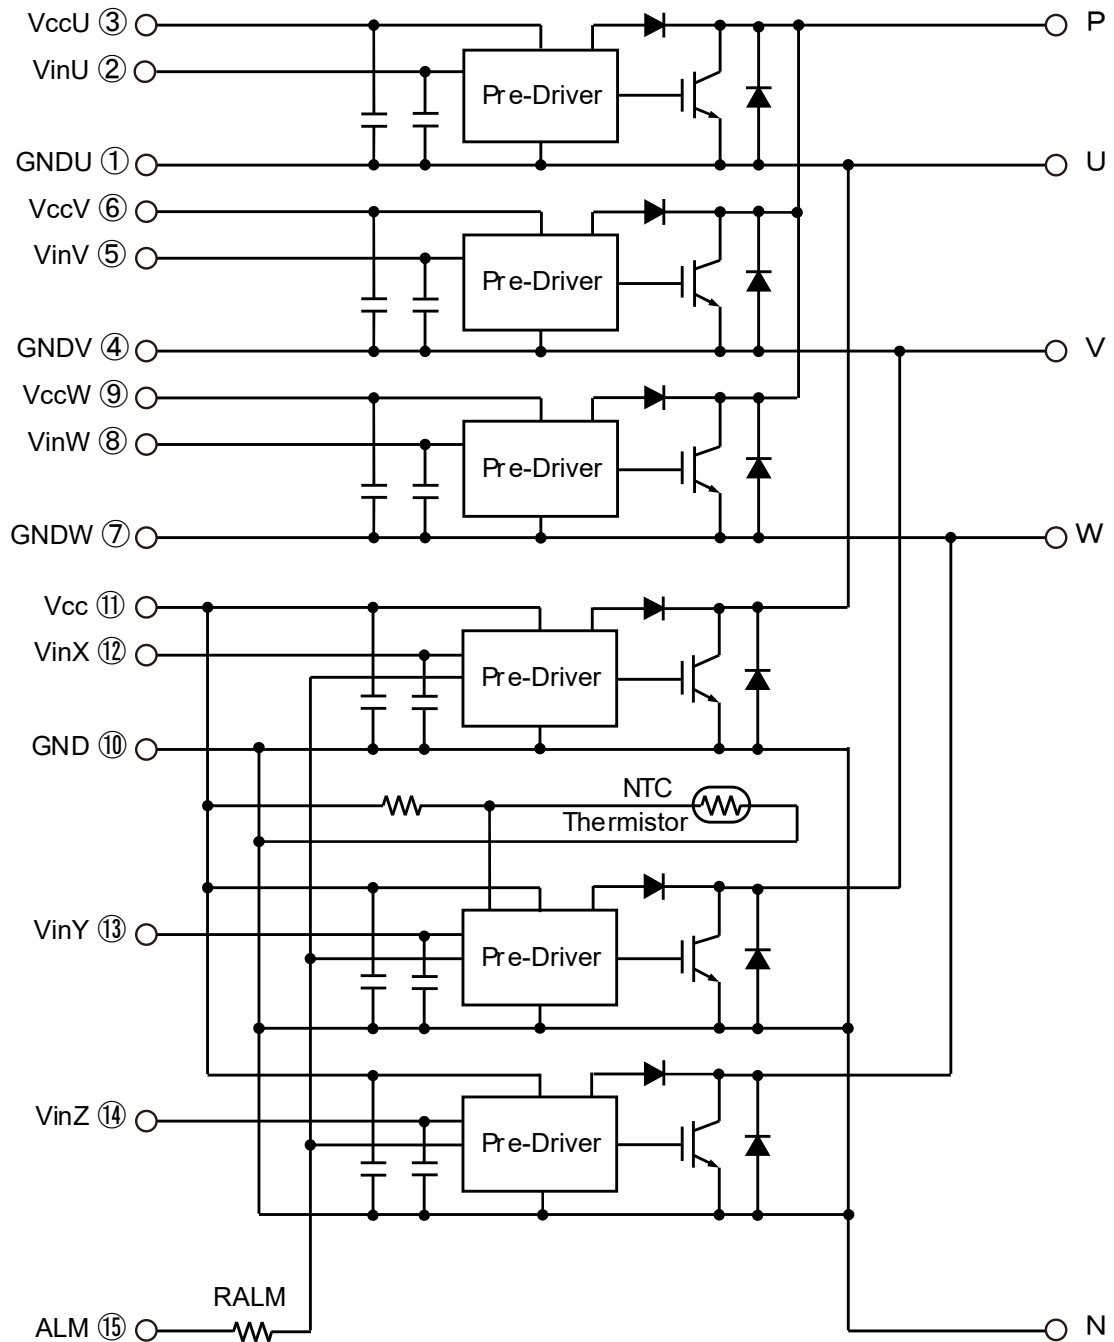 VccU ③
P
VinU ②
Pre-Driver
GNDU ①
U
VccV ⑥
VinV ⑤
Pre-Driver
GNDV ④
V
VccW ⑨
VinW ⑧
Pre-Driver
GNDW ⑦
W
Vcc ⑪
VinX ⑫
Pre-Driver
GND ⑩
NTC
Thermistor
VinY ⑬
Pre-Driver
VinZ ⑭
Pre-Driver
RALM
ALM ⑮
N